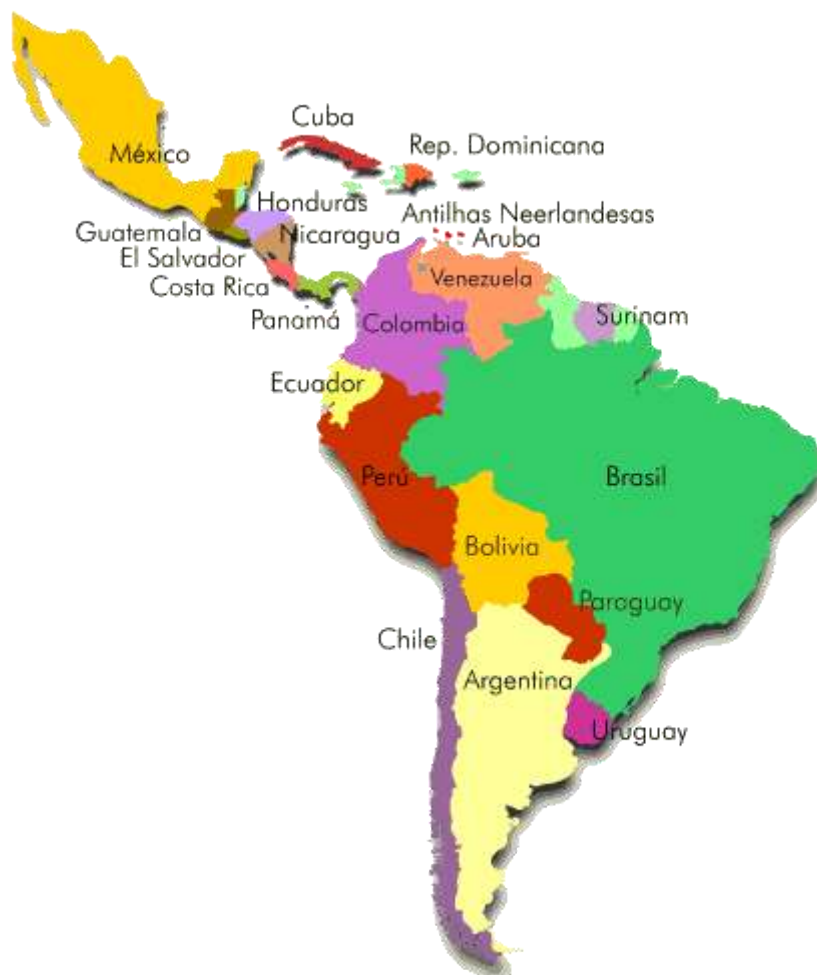 Cuba
Rep. Dominicana
México
Honduras
Antilhas Neerlandesas
Guatemala
Nicaragua
Aruba
El Salvador
Costa Rica
Venezuela
Panamá
Colombia
Surinam
Ecuador
Perú
Brasil
Bolivia
Paraguay
Chile
Argentina
Uruguay